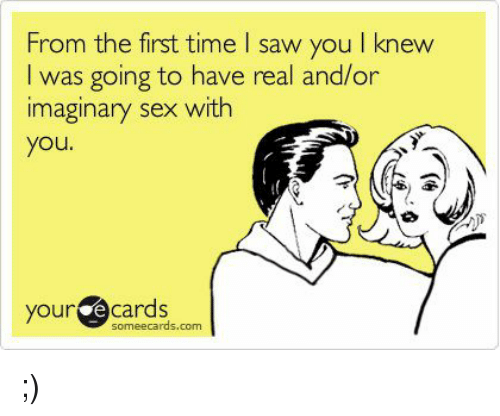 From the first time I saw you I knew
I was going to have real and/or
imaginary sex with
you.
your e cards
someecards.com
;)